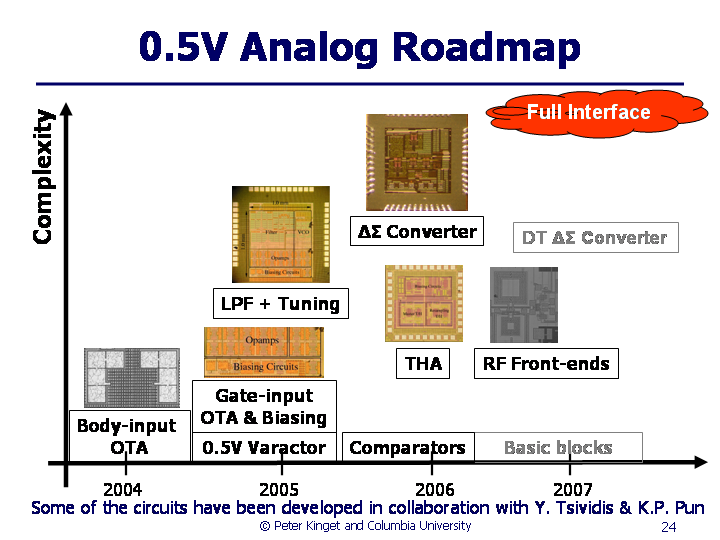 0.5V Analog Roadmap
Complexity
Full Interface
1.0 mm
Filter
VCO
Opamps
Biasing Circuits
ΔΣ Converter
DT ΔΣ Converter
LPF + Tuning
Opamps
Biasing Circuits
THA
RF Front-ends
Body-input
OTA
Gate-input
OTA & Biasing
0.5V Varactor
Comparators
Basic blocks
2004
2005
2006
2007
Some of the circuits have been developed in collaboration with Y. Tsividis & K.P. Pun
© Peter Kinget and Columbia University
24